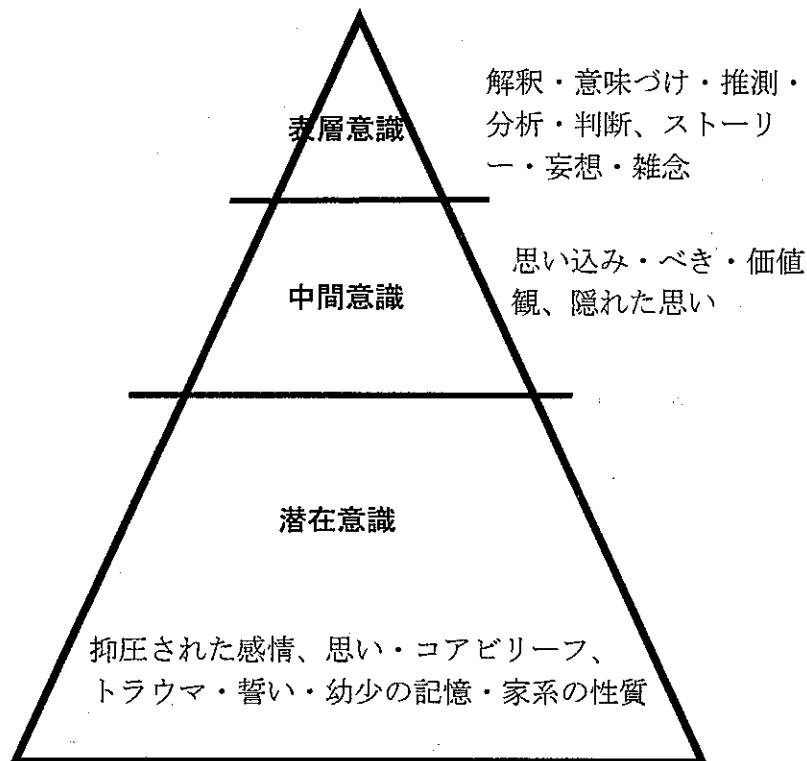 表層意識
解釈・意味づけ・推測・
分析・判断、ストーリ
ー・妄想・雑念
中間意識
思い込み・べき・価値
観、隠れた思い
潜在意識
抑圧された感情、思い・コアビリーフ、
トラウマ・誓い・幼少の記憶・家系の性質